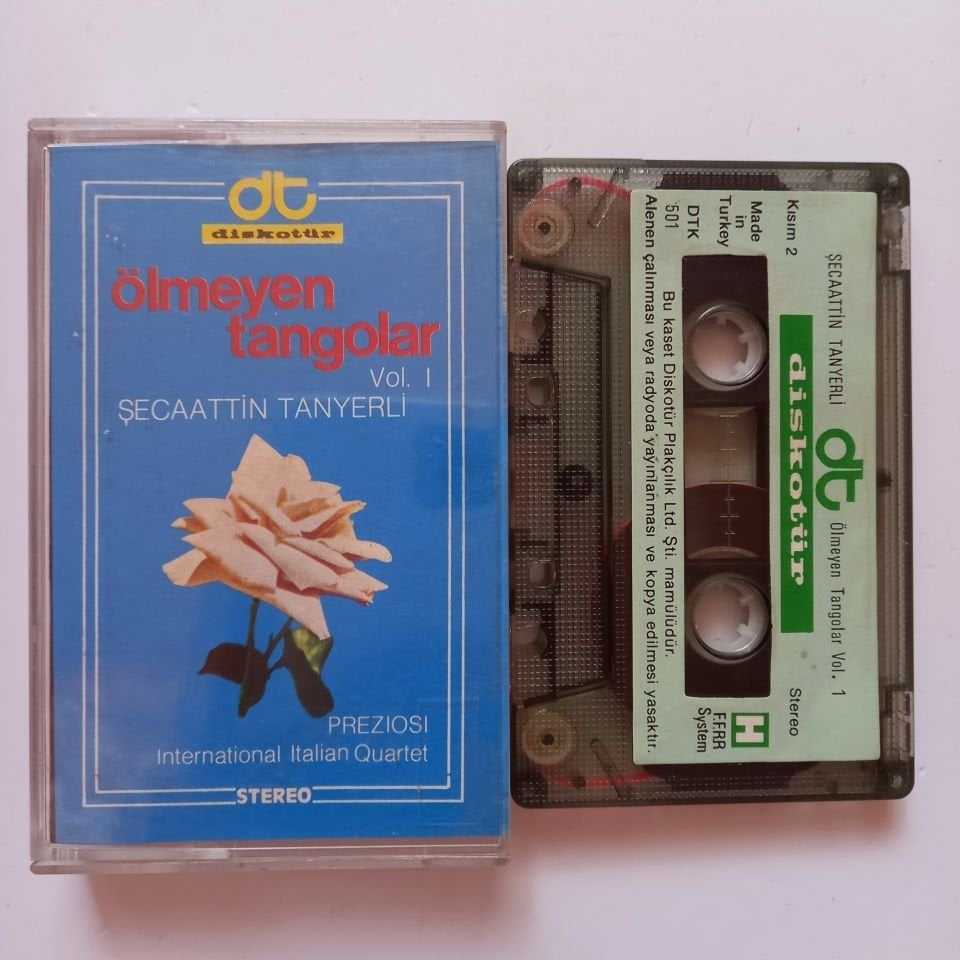 dt
diskotür
ölmeyen
tangolar
Vol. 1
ŞECAATTİN TANYERLİ
PREZIOSI
International Italian Quartet
STEREO
ŞECAATTİN TANYERLİ
Ölmeyen Tangolar Vol. 1
dt
diskotür
Kısım 2
Stereo
Made
in
Turkey
DTK
501
H
F.F.R.R
System
Bu kaset Diskotür Plakçılık Ltd. Şti. mamülüdür.
Alenen çalınması veya radyoda yayınlanması ve kopya edilmesi yasaktır.